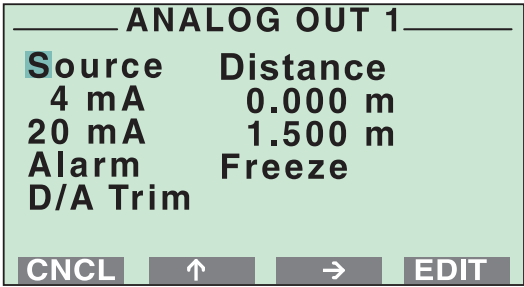 ANALOG OUT 1
Source Distance
4 mA 0.000 m
20 mA 1.500 m
Alarm Freeze
D/A Trim
CNCL ↑ → EDIT